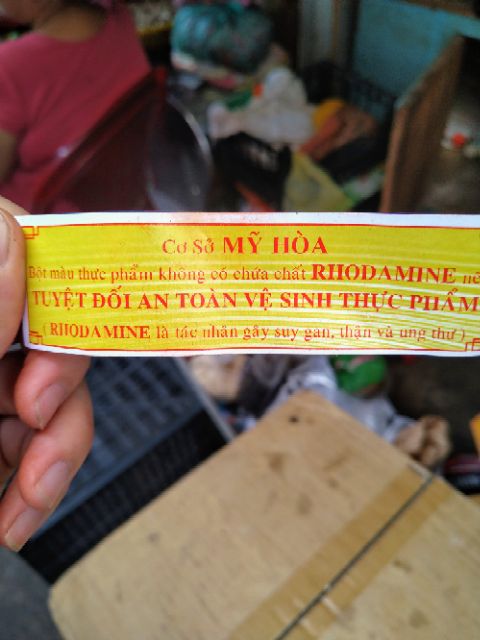 Cơ Sở MỸ HÒA
Bột màu thực phẩm không có chứa chất RHODAMINE nê
TUYỆT ĐỐI AN TOÀN VỆ SINH THỰC PHẨM
( RHODAMINE là tác nhân gây suy gan, thận và ung thư )